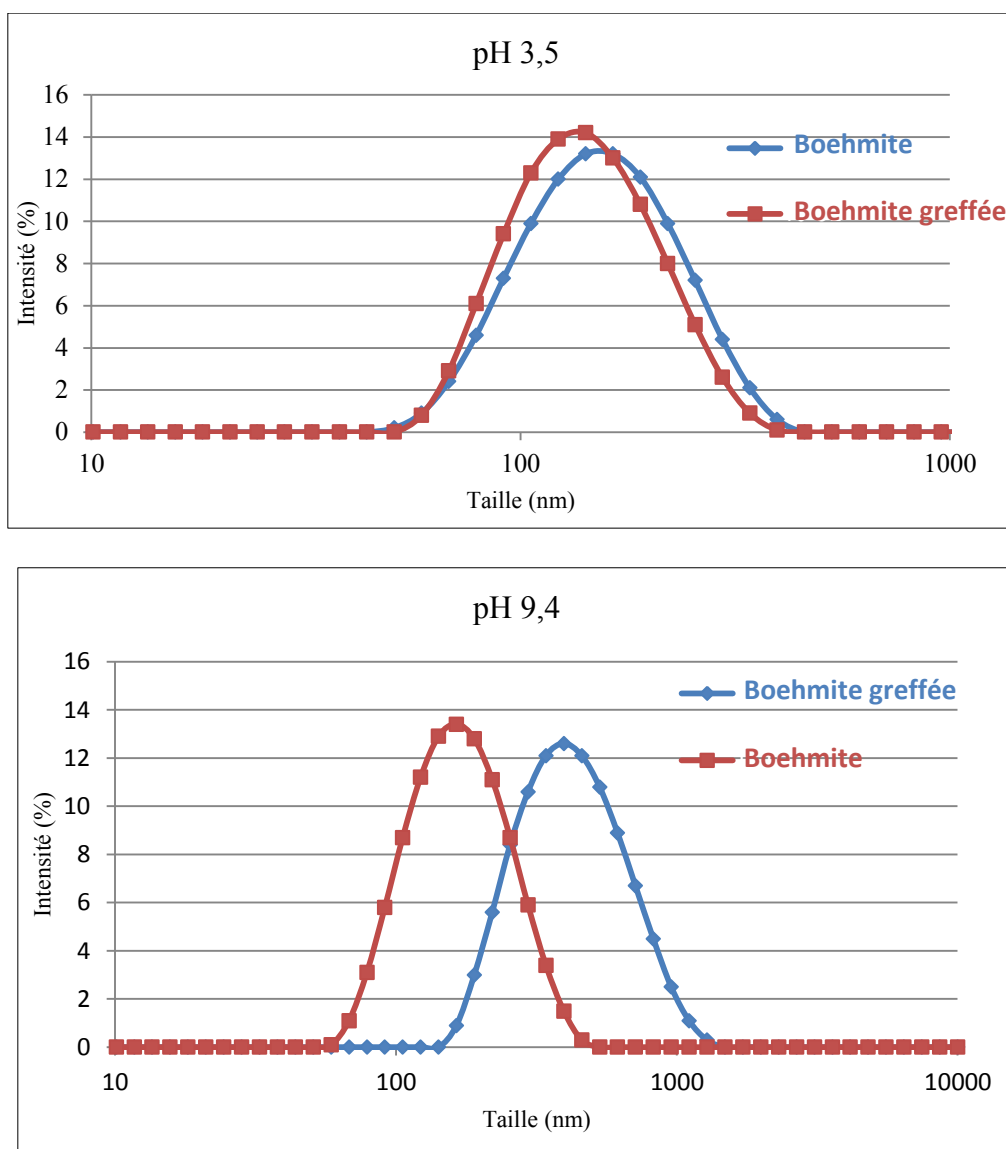 pH 3,5
16
14
12
10
8
6
4
2
0
Intensité (%)
Boehmite
Boehmite greffée
10 100 1000
Taille (nm)
pH 9,4
16
14
12
10
8
6
4
2
0
Intensité (%)
Boehmite greffée
Boehmite
10 100 1000 10000
Taille (nm)